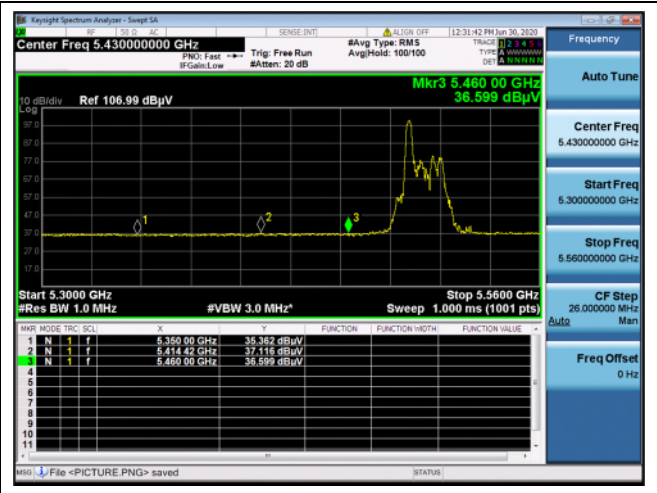 Keysight Spectrum Analyzer - Swept SA
RF 50 Ω AC SENSE:INT ALIGN OFF 12:31:42 PM Jun 30, 2020
Center Freq 5.430000000 GHz
PNO: Fast
IFGain:Low
Trig: Free Run
#Atten: 20 dB
#Avg Type: RMS
Avg|Hold: 100/100
TRACE 1 2 3 4 5 6
TYPE A WWWWW
DET A N N N N N
Mkr3 5.460 00 GHz
36.599 dBµV
10 dB/div Ref 106.99 dBµV
Log
97.0
87.0
77.0
67.0
57.0
47.0
37.0
27.0
17.0
1
2
3
Start 5.3000 GHz
Stop 5.5600 GHz
#Res BW 1.0 MHz #VBW 3.0 MHz* Sweep 1.000 ms (1001 pts)
MKR MODE TRC SCL X Y FUNCTION FUNCTION WIDTH FUNCTION VALUE
1 N 1 f 5.350 00 GHz 35.362 dBµV
2 N 1 f 5.414 42 GHz 37.116 dBµV
3 N 1 f 5.460 00 GHz 36.599 dBµV
4
5
6
7
8
9
10
11
MSG File <PICTURE.PNG> saved STATUS
Frequency
Auto Tune
Center Freq
5.430000000 GHz
Start Freq
5.300000000 GHz
Stop Freq
5.560000000 GHz
CF Step
26.000000 MHz
Auto Man
Freq Offset
0 Hz